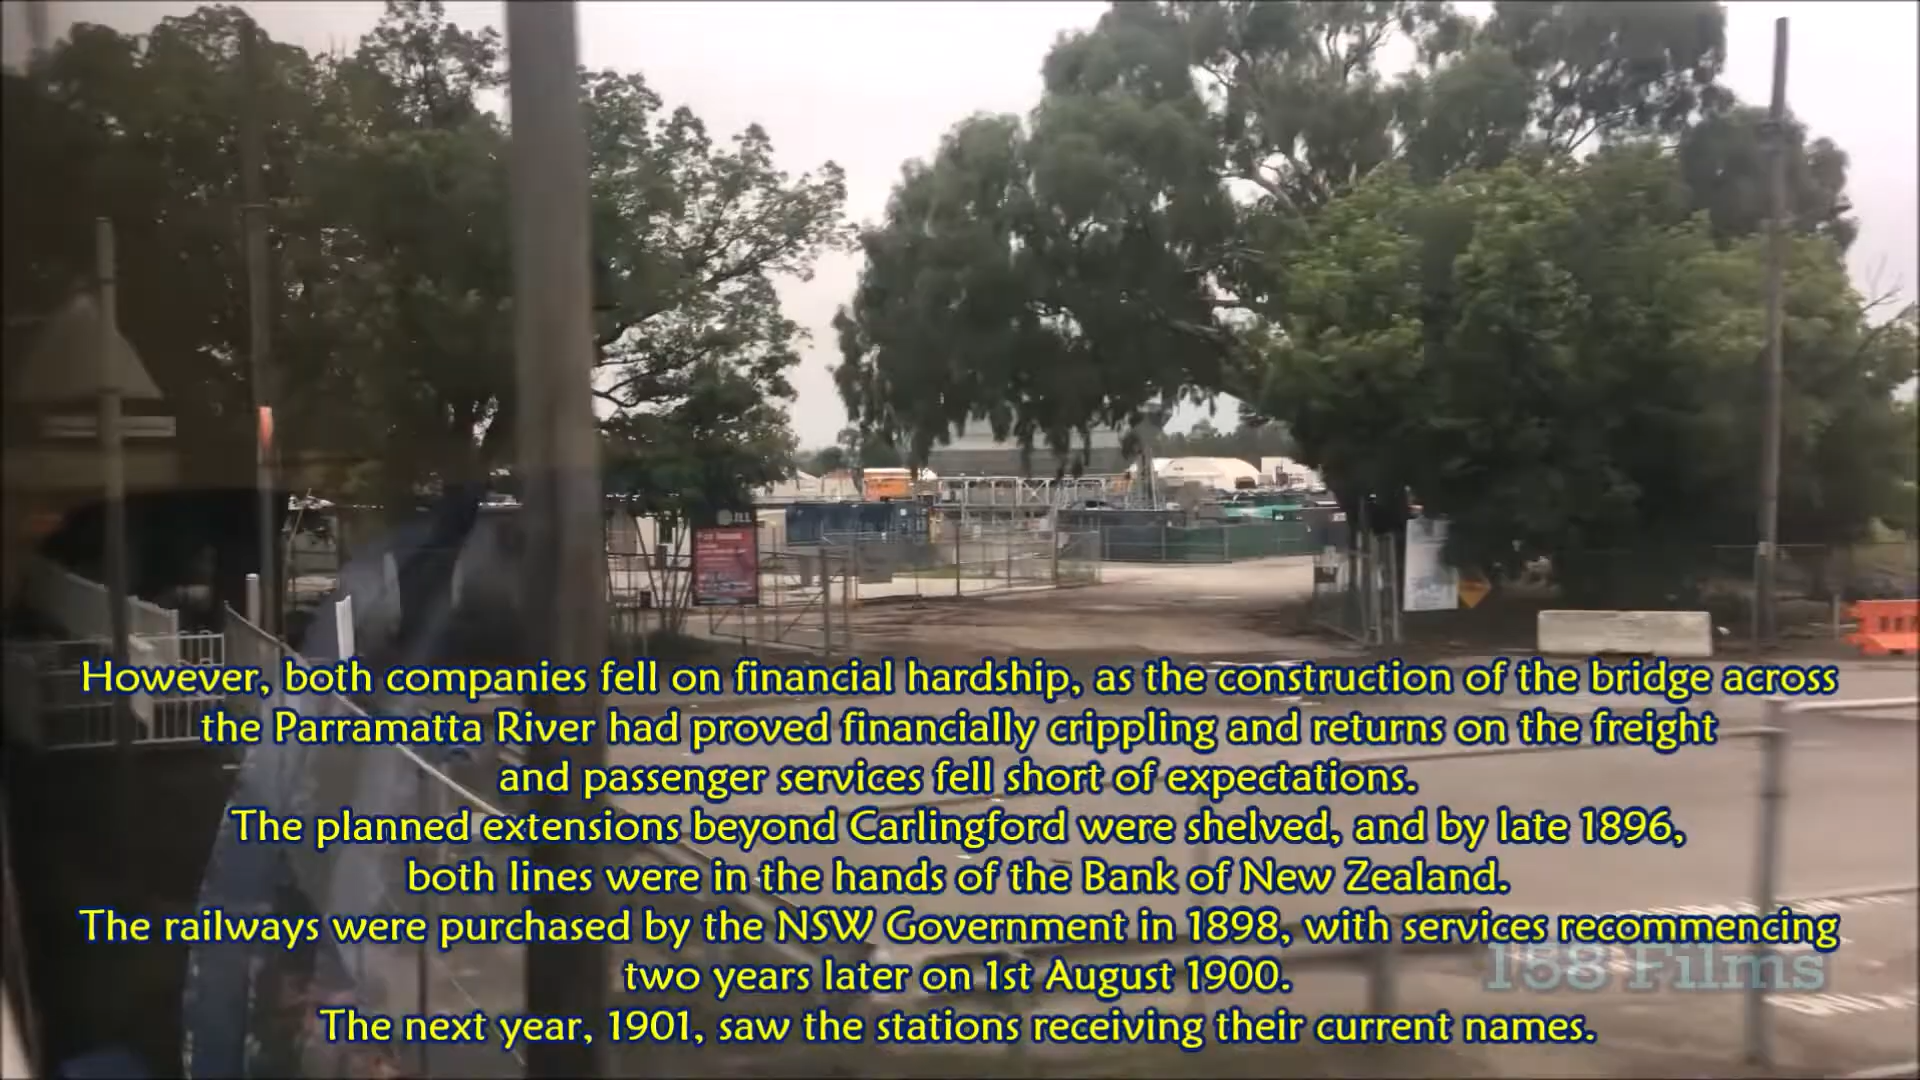 However, both companies fell on financial hardship, as the construction of the bridge across
the Parramatta River had proved financially crippling and returns on the freight
and passenger services fell short of expectations.
The planned extensions beyond Carlingford were shelved, and by late 1896,
both lines were in the hands of the Bank of New Zealand.
The railways were purchased by the NSW Government in 1898, with services recommencing
two years later on 1st August 1900.
The next year, 1901, saw the stations receiving their current names.
158 Films